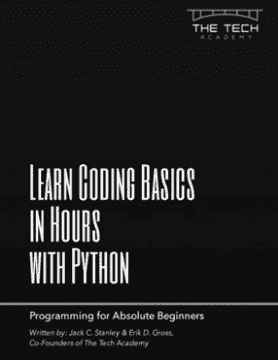 THE TECH
ACADEMY
LEARN CODING BASICS
IN HOURS
WITH PYTHON
Programming for Absolute Beginners
Written by: Jack C. Stanley & Erik D. Gross,
Co-Founders of The Tech Academy